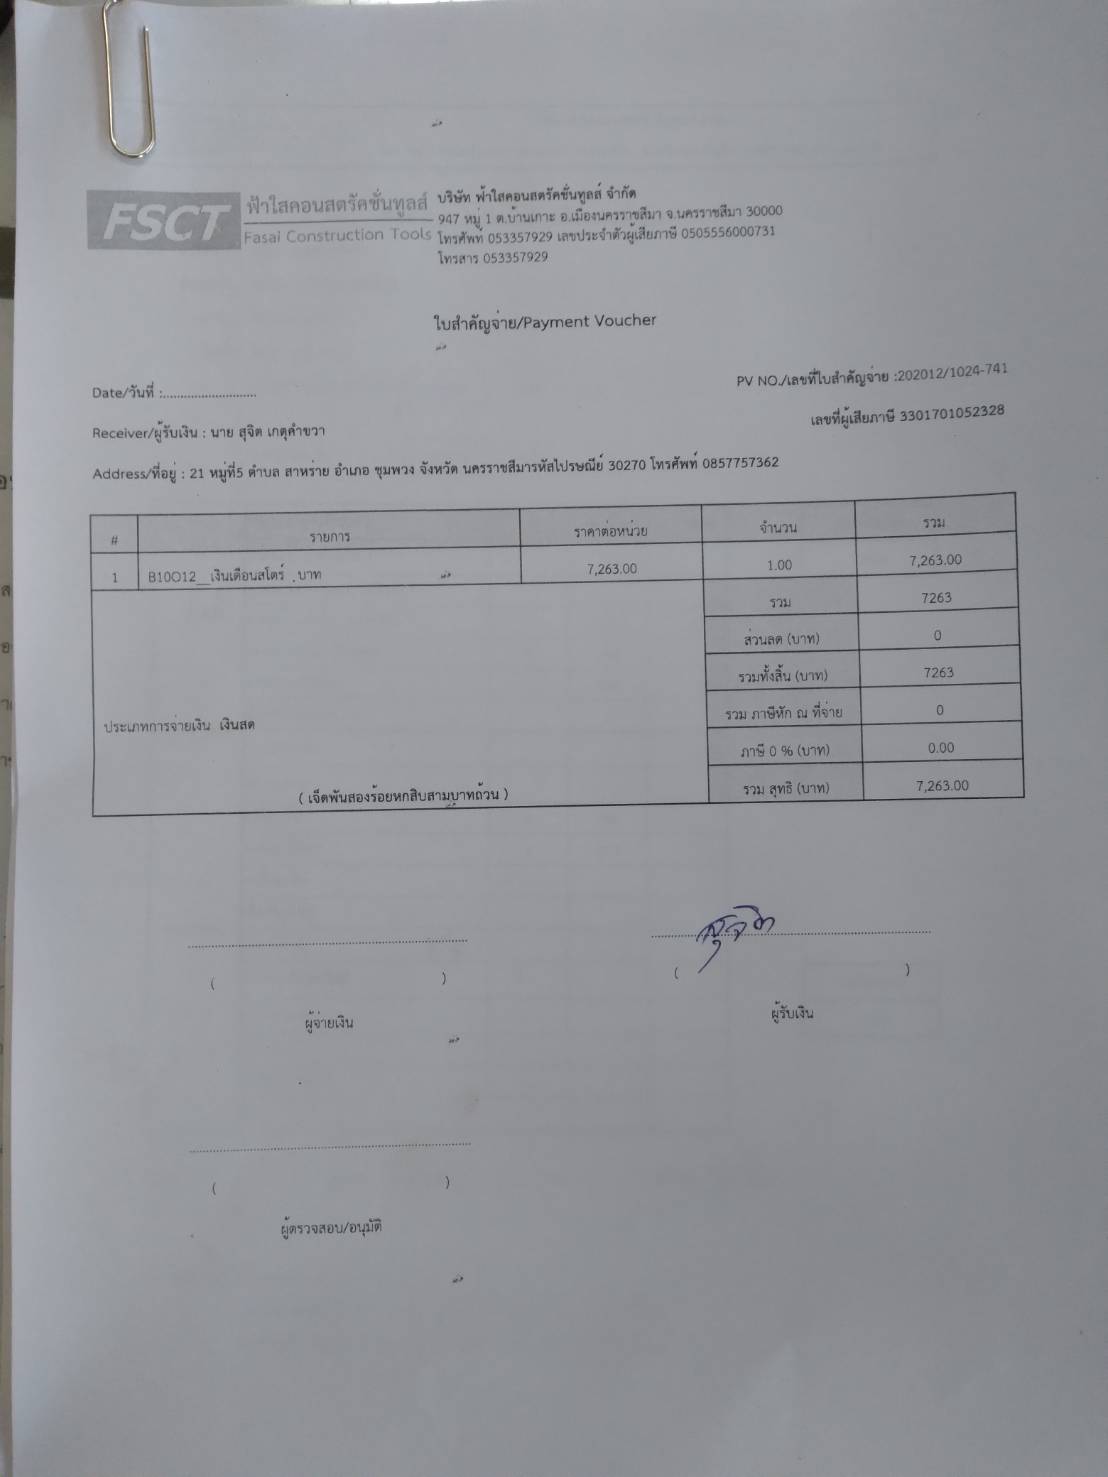 FSCT
ฟ้าใสคอนสตรัคชั่นทูลส์
Fasai Construction Tools
บริษัท ฟ้าใสคอนสตรัคชั่นทูลส์ จำกัด
947 หมู่ 1 ต.บ้านเกาะ อ.เมืองนครราชสีมา จ.นครราชสีมา 30000
โทรศัพท์ 053357929 เลขประจำตัวผู้เสียภาษี 0505556000731
โทรสาร 053357929
ใบสำคัญจ่าย/Payment Voucher
Date/วันที่ :............................
PV NO./เลขที่ใบสำคัญจ่าย :202012/1024-741
Receiver/ผู้รับเงิน : นาย สุจิต เกตุคำขวา
เลขที่ผู้เสียภาษี 3301701052328
Address/ที่อยู่ : 21 หมู่ที่5 ตำบล สาหร่าย อำเภอ ชุมพวง จังหวัด นครราชสีมารหัสไปรษณีย์ 30270 โทรศัพท์ 0857757362
# รายการ ราคาต่อหน่วย จำนวน รวม
1 B10O12__เงินเดือนสโตร์ .บาท 7,263.00 1.00 7,263.00
รวม 7263
ส่วนลด (บาท) 0
รวมทั้งสิ้น (บาท) 7263
รวม ภาษีหัก ณ ที่จ่าย 0
ประเภทการจ่ายเงิน เงินสด
ภาษี 0 % (บาท) 0.00
( เจ็ดพันสองร้อยหกสิบสามบาทถ้วน ) รวม สุทธิ (บาท) 7,263.00
สุจิต
( ) ( )
ผู้จ่ายเงิน ผู้รับเงิน
( )
ผู้ตรวจสอบ/อนุมัติ